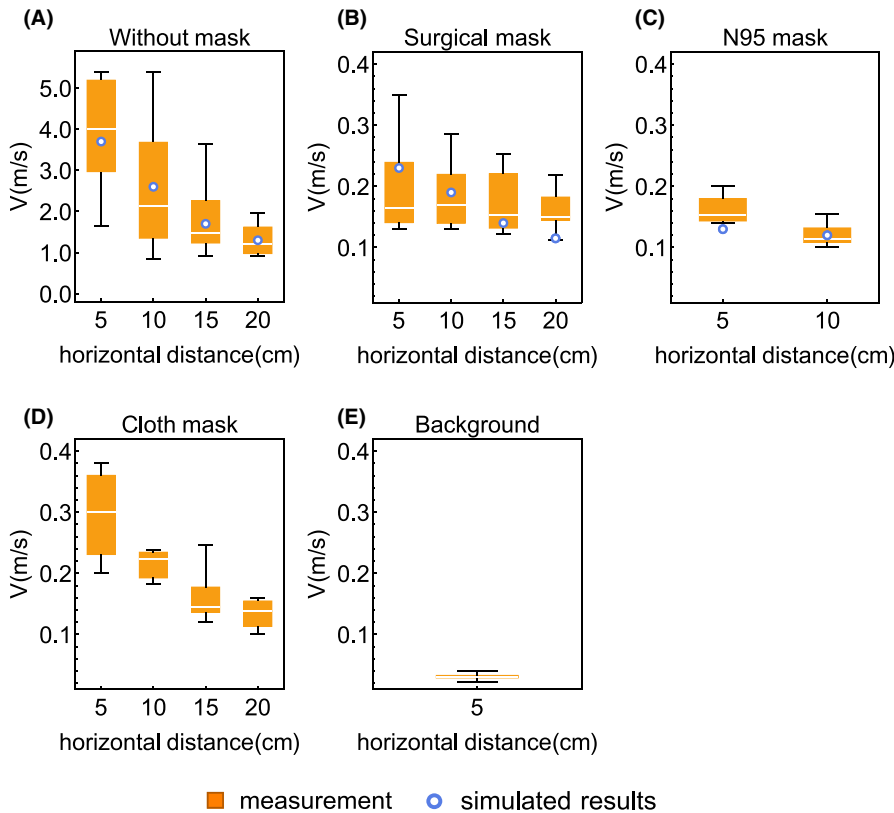 (A) Without mask
5.0
4.0
3.0
2.0
1.0
0.0
V(m/s)
5 10 15 20
horizontal distance(cm)
(B) Surgical mask
0.4
0.3
0.2
0.1
V(m/s)
5 10 15 20
horizontal distance(cm)
(C) N95 mask
0.4
0.3
0.2
0.1
V(m/s)
5 10
horizontal distance(cm)
(D) Cloth mask
0.4
0.3
0.2
0.1
V(m/s)
5 10 15 20
horizontal distance(cm)
(E) Background
0.4
0.3
0.2
0.1
V(m/s)
5
horizontal distance(cm)
measurement simulated results